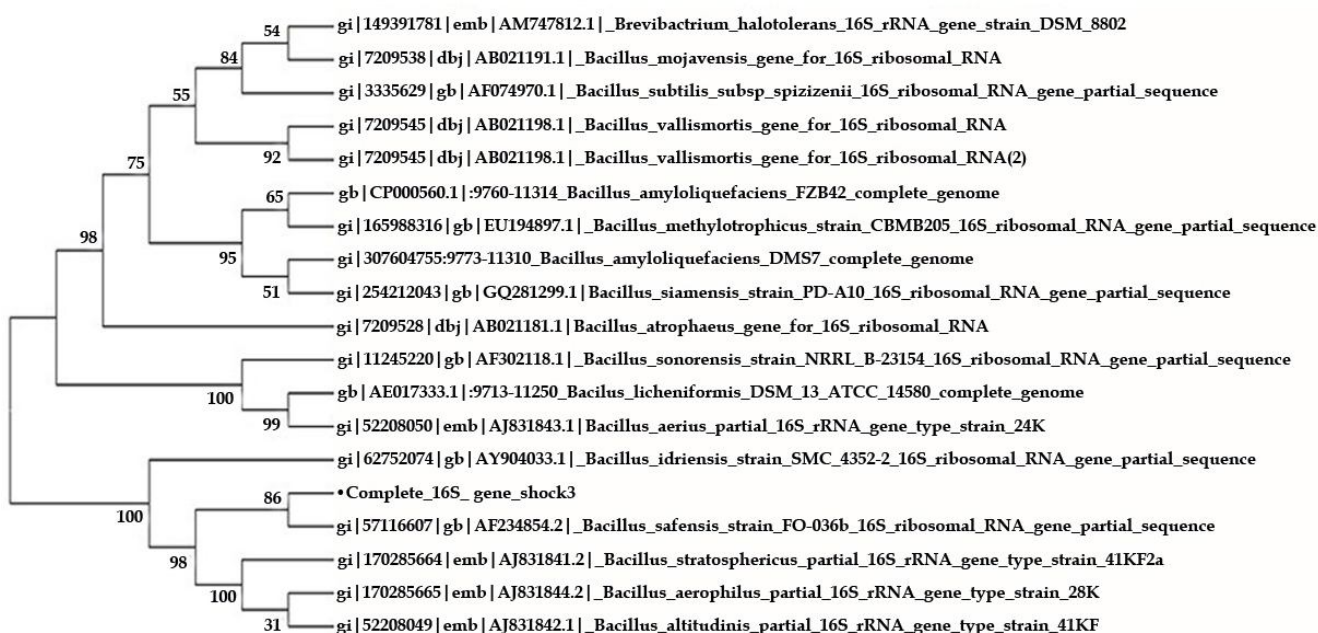 54
gi|149391781|emb|AM747812.1|_Brevibactrium_halotolerans_16S_rRNA_gene_strain_DSM_8802
84
gi|7209538|dbj|AB021191.1|_Bacillus_mojavensis_gene_for_16S_ribosomal_RNA
55
gi|3335629|gb|AF074970.1|_Bacillus_subtilis_subsp_spizizenii_16S_ribosomal_RNA_gene_partial_sequence
gi|7209545|dbj|AB021198.1|_Bacillus_vallismortis_gene_for_16S_ribosomal_RNA
75
92
gi|7209545|dbj|AB021198.1|_Bacillus_vallismortis_gene_for_16S_ribosomal_RNA(2)
65
gb|CP000560.1|:9760-11314_Bacillus_amyloliquefaciens_FZB42_complete_genome
gi|165988316|gb|EU194897.1|_Bacillus_methylotrophicus_strain_CBMB205_16S_ribosomal_RNA_gene_partial_sequence
98
95
gi|307604755:9773-11310_Bacillus_amyloliquefaciens_DMS7_complete_genome
51
gi|254212043|gb|GQ281299.1|Bacillus_siamensis_strain_PD-A10_16S_ribosomal_RNA_gene_partial_sequence
gi|7209528|dbj|AB021181.1|Bacillus_atrophaeus_gene_for_16S_ribosomal_RNA
gi|11245220|gb|AF302118.1|_Bacillus_sonorensis_strain_NRRL_B-23154_16S_ribosomal_RNA_gene_partial_sequence
100
gb|AE017333.1|:9713-11250_Bacilus_licheniformis_DSM_13_ATCC_14580_complete_genome
99
gi|52208050|emb|AJ831843.1|Bacillus_aerius_partial_16S_rRNA_gene_type_strain_24K
gi|62752074|gb|AY904033.1|_Bacillus_idriensis_strain_SMC_4352-2_16S_ribosomal_RNA_gene_partial_sequence
86
•Complete_16S_ gene_shock3
100
gi|57116607|gb|AF234854.2|_Bacillus_safensis_strain_FO-036b_16S_ribosomal_RNA_gene_partial_sequence
98
gi|170285664|emb|AJ831841.2|_Bacillus_stratosphericus_partial_16S_rRNA_gene_type_strain_41KF2a
100
gi|170285665|emb|AJ831844.2|_Bacillus_aerophilus_partial_16S_rRNA_gene_type_strain_28K
31
gi|52208049|emb|AJ831842.1|_Bacillus_altitudinis_partial_16S_rRNA_gene_type_strain_41KF